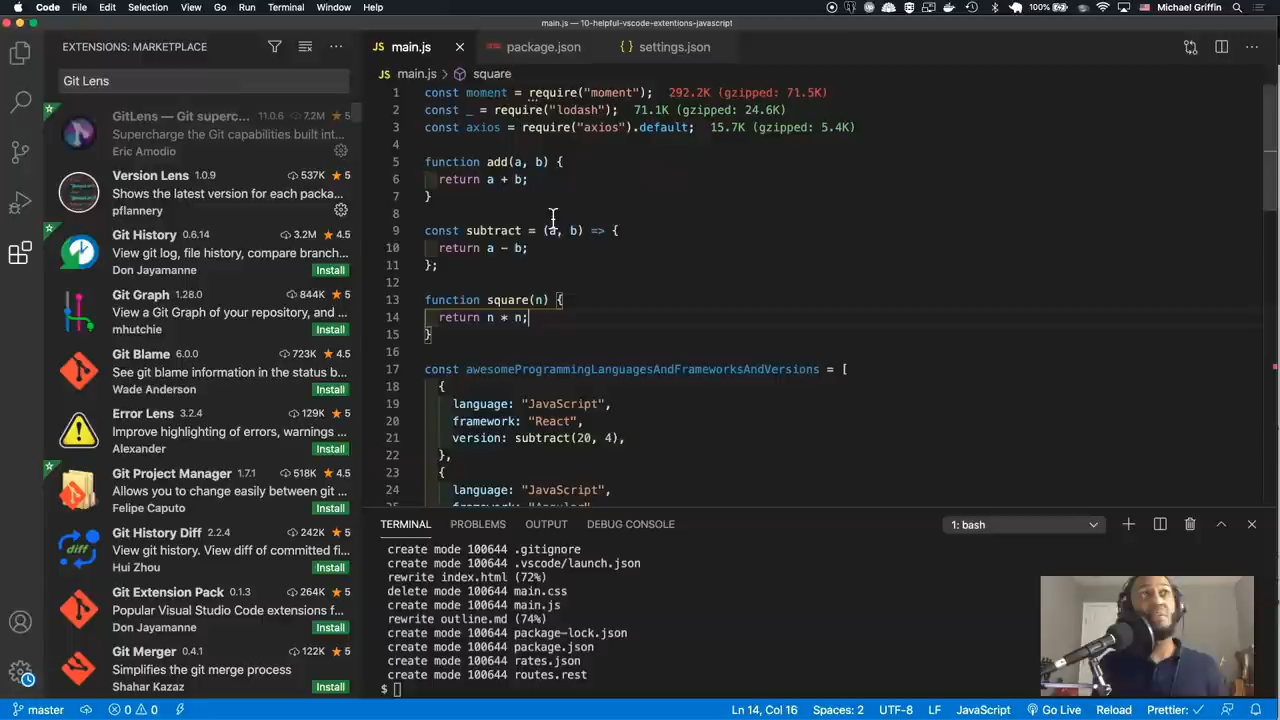 Code File Edit Selection View Go Run Terminal Window Help 100% Michael Griffin
main.js — 10-helpful-vscode-extentions-javascript
EXTENSIONS: MARKETPLACE
Git Lens
GitLens — Git superc... 11.0.6 7.2M 5
Supercharge the Git capabilities built int...
Eric Amodio
Version Lens 1.0.9 537K 5
Shows the latest version for each packa...
pflannery
Git History 0.6.14 3.2M 4.5
View git log, file history, compare branch...
Don Jayamanne Install
Git Graph 1.28.0 844K 5
View a Git Graph of your repository, and ...
mhutchie Install
Git Blame 6.0.0 723K 4.5
See git blame information in the status b...
Wade Anderson Install
Error Lens 3.2.4 129K 5
Improve highlighting of errors, warnings ...
Alexander Install
Git Project Manager 1.7.1 518K 4.5
Allows you to change easily between git ...
Felipe Caputo Install
Git History Diff 2.2.4 242K 5
View git history. View diff of committed fi...
Hui Zhou Install
Git Extension Pack 0.1.3 264K 5
Popular Visual Studio Code extensions f...
Don Jayamanne Install
Git Merger 0.4.1 122K 5
Simplifies the git merge process
Shahar Kazaz Install
JS main.js package.json {} settings.json
JS main.js > square
1 const moment = require("moment"); 292.2K (gzipped: 71.5K)
2 const _ = require("lodash"); 71.1K (gzipped: 24.6K)
3 const axios = require("axios").default; 15.7K (gzipped: 5.4K)
4
5 function add(a, b) {
6 return a + b;
7 }
8
9 const subtract = (a, b) => {
10 return a - b;
11 };
12
13 function square(n) {
14 return n * n;
15 }
16
17 const awesomeProgrammingLanguagesAndFrameworksAndVersions = [
18 {
19 language: "JavaScript",
20 framework: "React",
21 version: subtract(20, 4),
22 },
23 {
24 language: "JavaScript",
25 framework: "Angular"
TERMINAL PROBLEMS OUTPUT DEBUG CONSOLE 1: bash
create mode 100644 .gitignore
create mode 100644 .vscode/launch.json
rewrite index.html (72%)
delete mode 100644 main.css
create mode 100644 main.js
rewrite outline.md (74%)
create mode 100644 package-lock.json
create mode 100644 package.json
create mode 100644 rates.json
create mode 100644 routes.rest
$
master 0 0 Ln 14, Col 16 Spaces: 2 UTF-8 LF JavaScript Go Live Reload Prettier: ✓